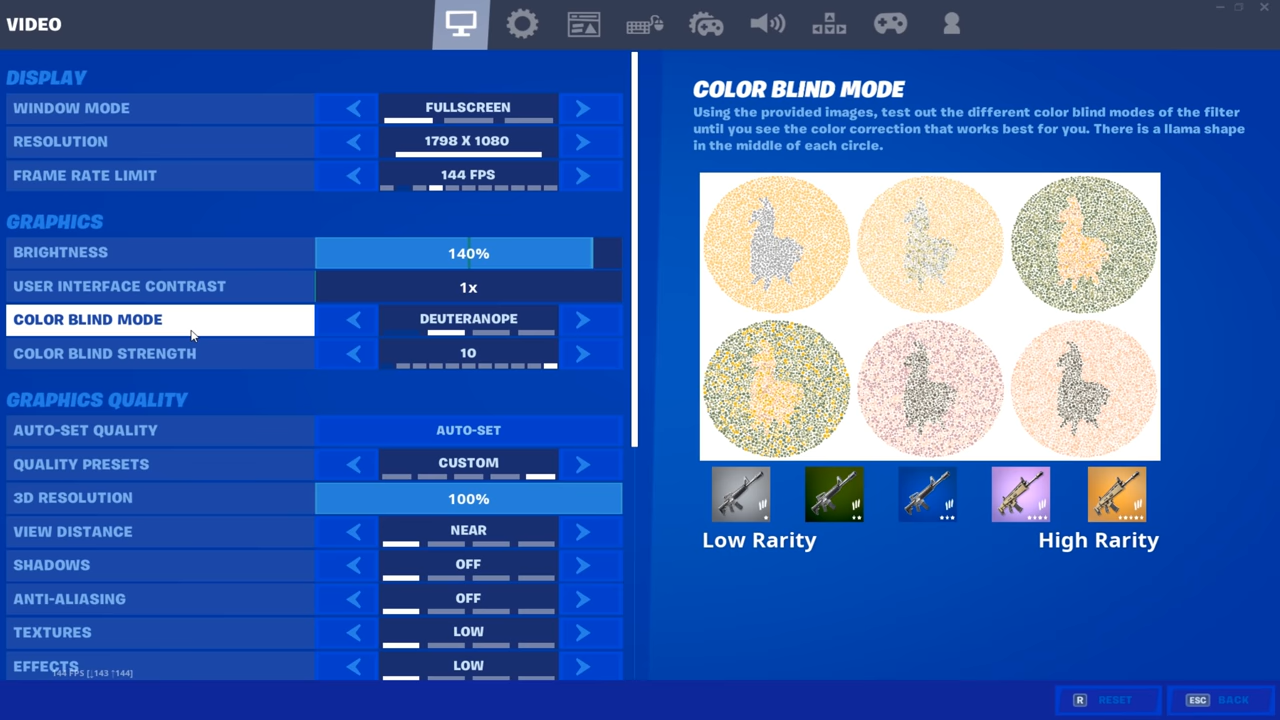 VIDEO
DISPLAY
WINDOW MODE
FULLSCREEN
RESOLUTION
1798 X 1080
FRAME RATE LIMIT
144 FPS
GRAPHICS
BRIGHTNESS
140%
USER INTERFACE CONTRAST
1x
COLOR BLIND MODE
DEUTERANOPE
COLOR BLIND STRENGTH
10
GRAPHICS QUALITY
AUTO-SET QUALITY
AUTO-SET
QUALITY PRESETS
CUSTOM
3D RESOLUTION
100%
VIEW DISTANCE
NEAR
SHADOWS
OFF
ANTI-ALIASING
OFF
TEXTURES
LOW
EFFECTS
LOW
144 FPS [↓143 ↑144]
COLOR BLIND MODE
Using the provided images, test out the different color blind modes of the filter
until you see the color correction that works best for you. There is a llama shape
in the middle of each circle.
Low Rarity
High Rarity
R RESET
ESC BACK